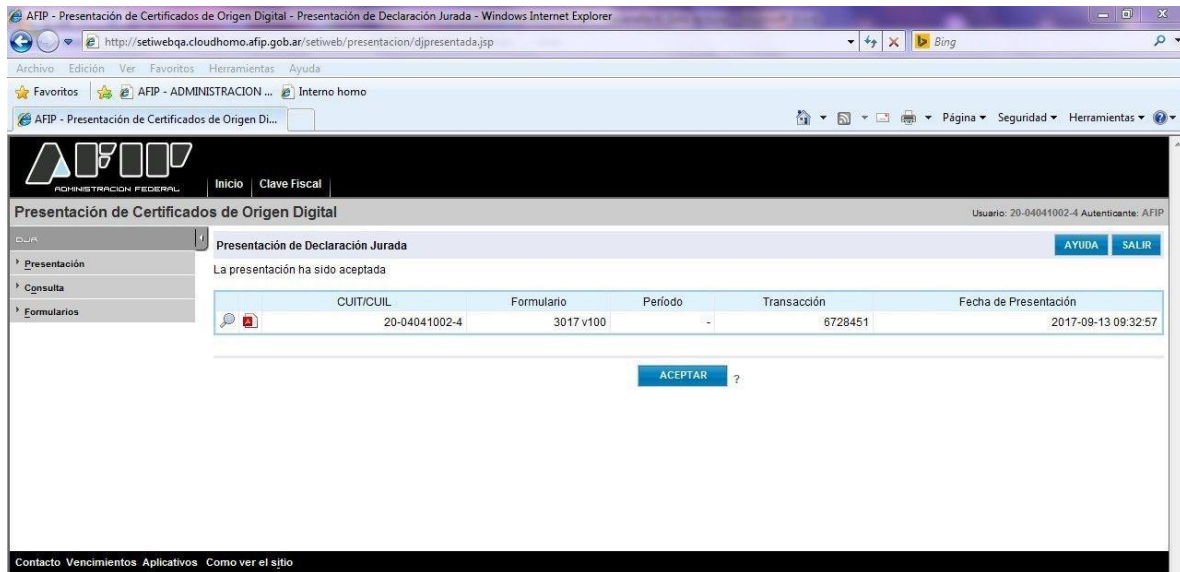 AFIP - Presentación de Certificados de Origen Digital - Presentación de Declaración Jurada - Windows Internet Explorer
http://setiwebqa.cloudhomo.afip.gob.ar/setiweb/presentacion/djpresentada.jsp Bing
Archivo Edición Ver Favoritos Herramientas Ayuda
Favoritos AFIP - ADMINISTRACION ... Interno homo
AFIP - Presentación de Certificados de Origen Di... Página Seguridad Herramientas
AFIP
ADMINISTRACION FEDERAL Inicio Clave Fiscal
Presentación de Certificados de Origen Digital Usuario: 20-04041002-4 Autenticante: AFIP
DJR Presentación de Declaración Jurada AYUDA SALIR
Presentación La presentación ha sido aceptada
Consulta
Formularios
CUIT/CUIL Formulario Período Transacción Fecha de Presentación
20-04041002-4 3017 v100 - 6728451 2017-09-13 09:32:57
ACEPTAR ?
Contacto Vencimientos Aplicativos Como ver el sitio